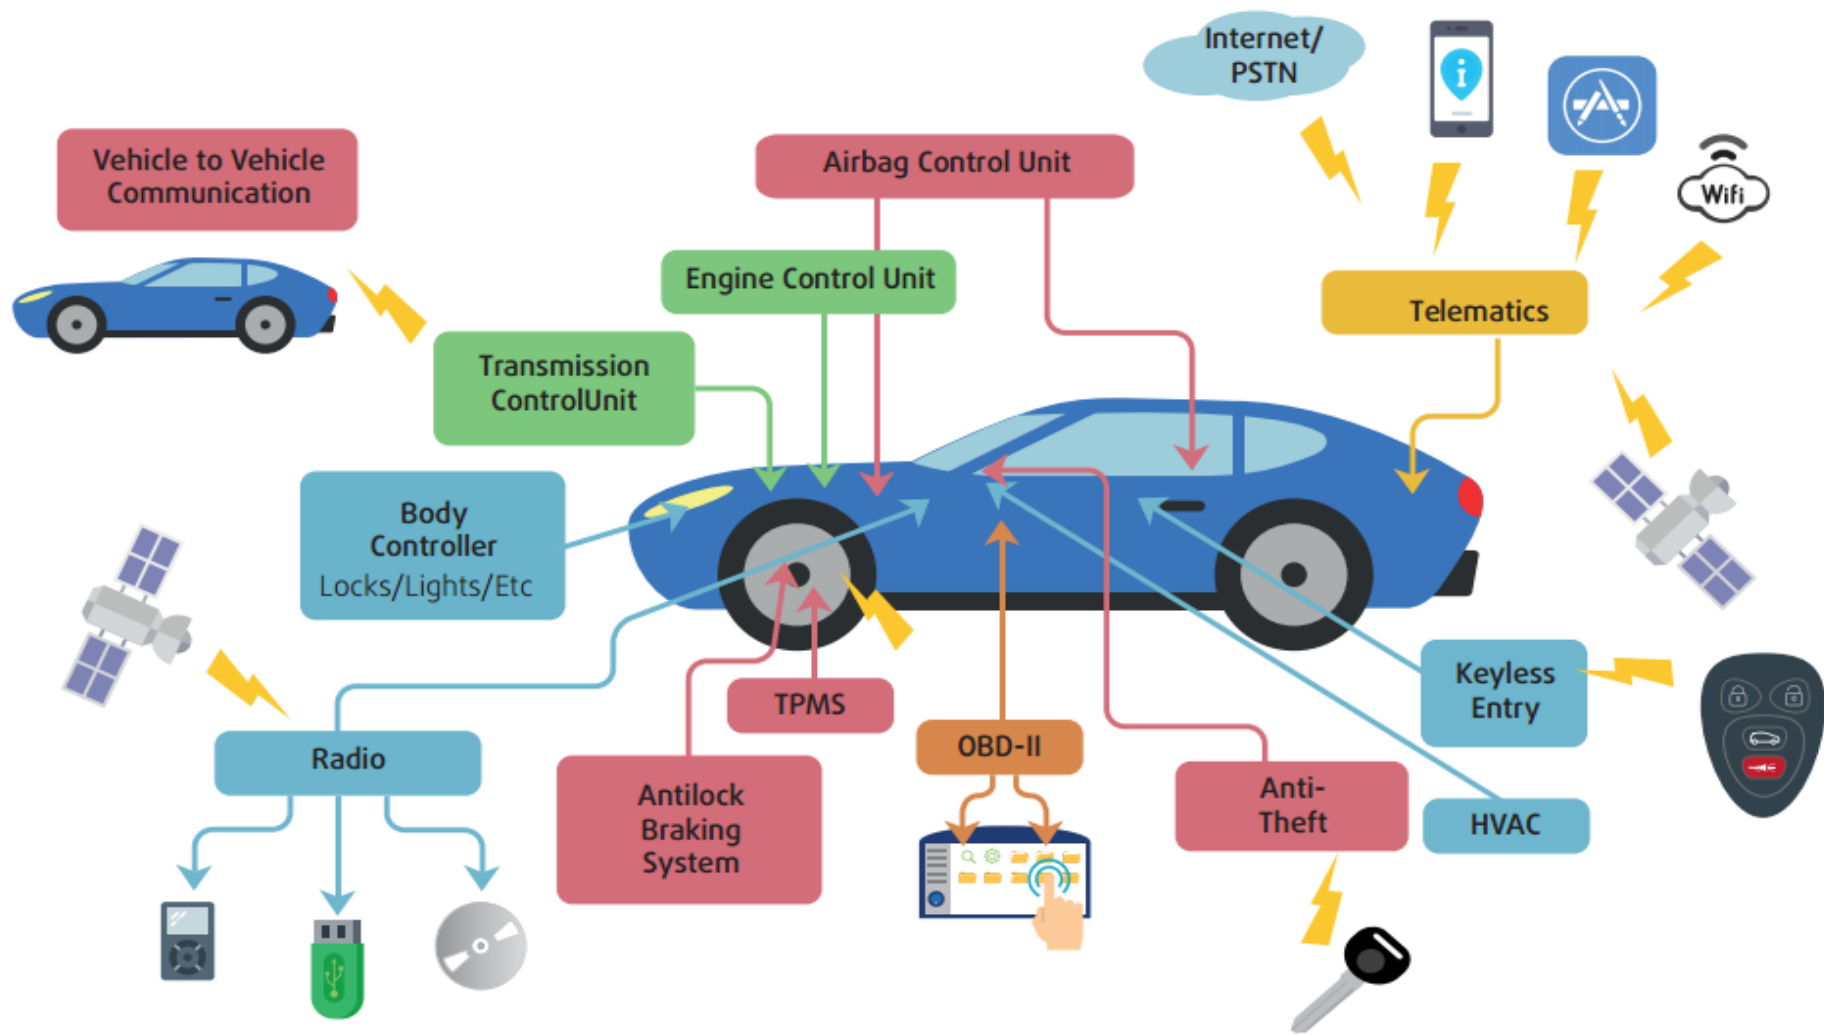 Internet/
PSTN
Wifi
Vehicle to Vehicle
Communication
Airbag Control Unit
Engine Control Unit
Telematics
Transmission
ControlUnit
Body
Controller
Locks/Lights/Etc
Keyless
Entry
TPMS
Radio
OBD-II
Antilock
Braking
System
Anti-
Theft
HVAC